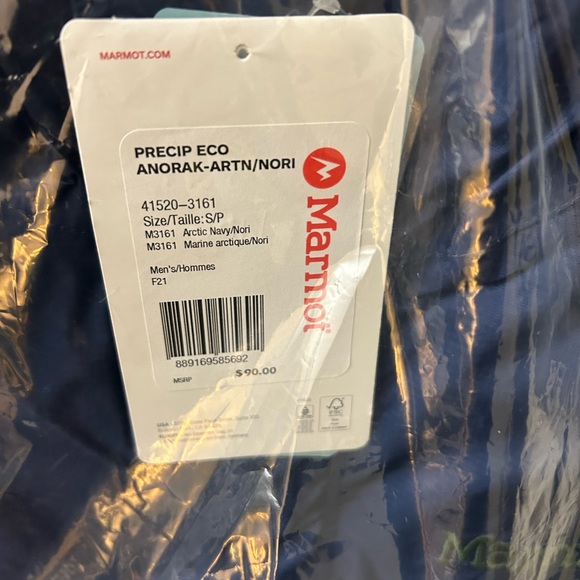 MARMOT.COM
PRECIP ECO
ANORAK-ARTN/NORI
Marmot
41520-3161
Size/Taille: S/P
M3161 Arctic Navy/Nori
M3161 Marine arctique/Nori
Men's/Hommes
F21
889169585692
MSRP $90.00